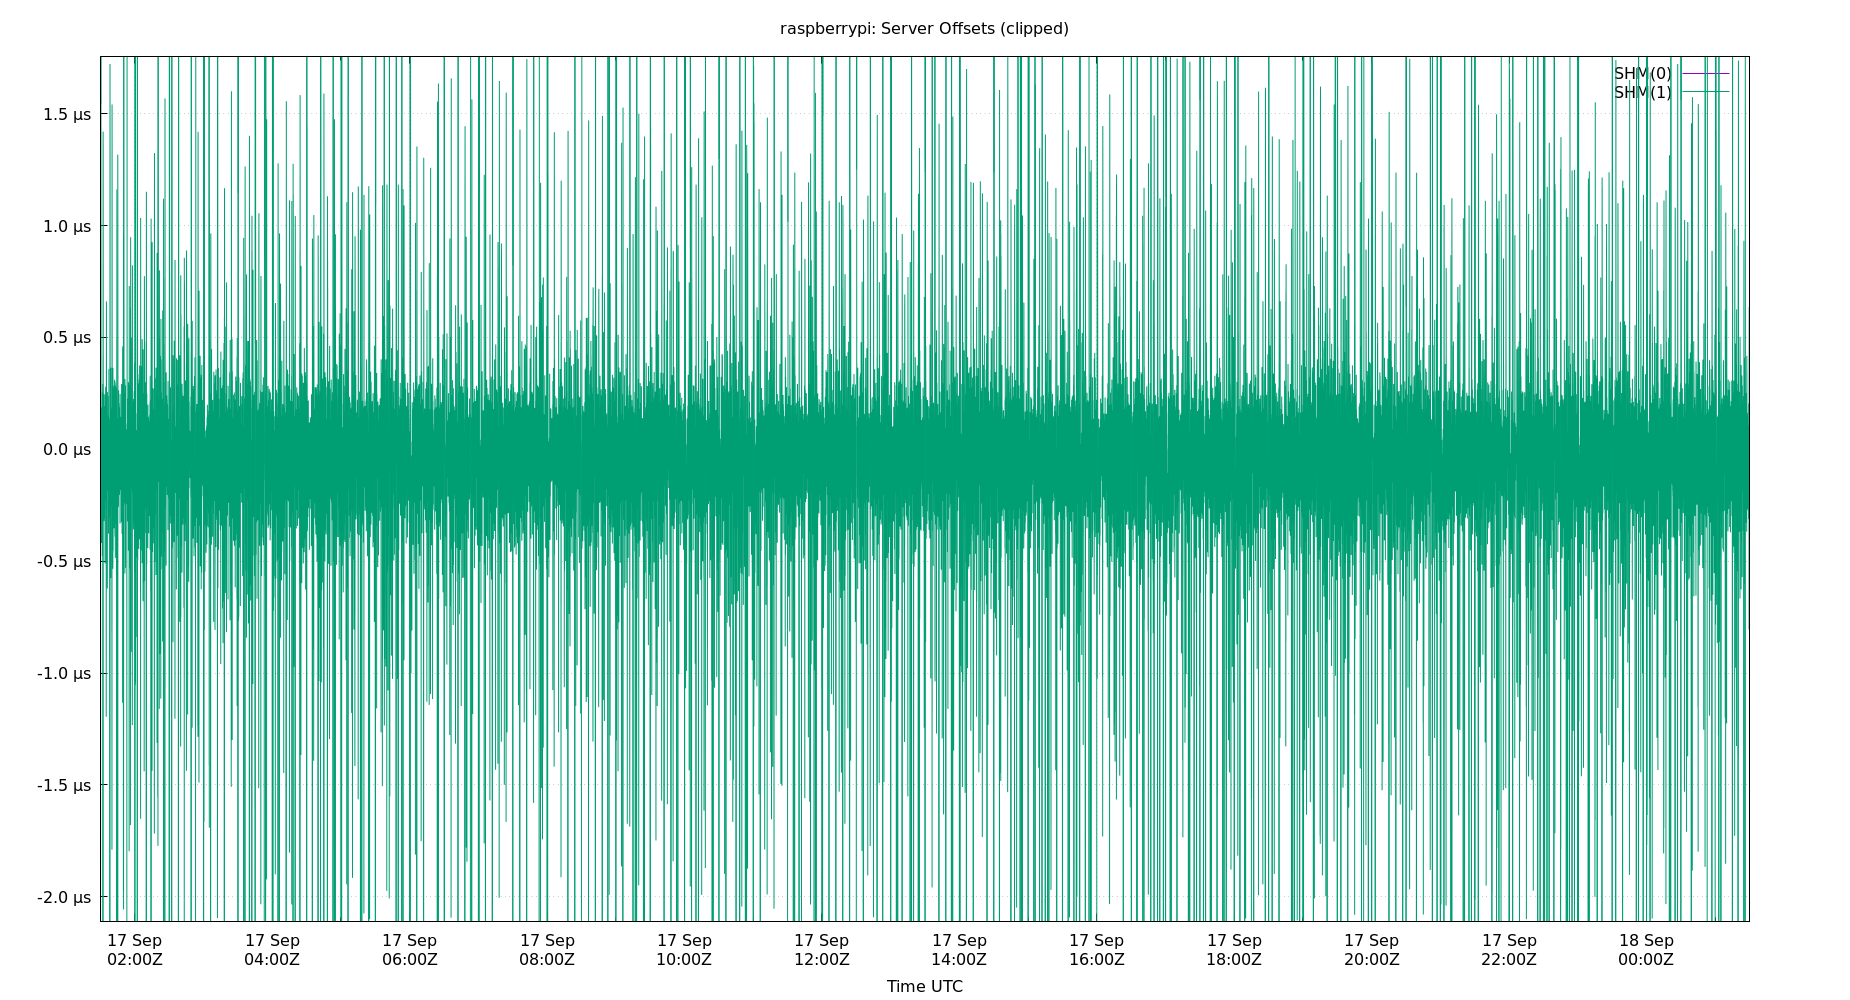 raspberrypi: Server Offsets (clipped)
SHM(0)
SHM(1)
1.5 µs
1.0 µs
0.5 µs
0.0 µs
-0.5 µs
-1.0 µs
-1.5 µs
-2.0 µs
17 Sep 17 Sep 17 Sep 17 Sep 17 Sep 17 Sep 17 Sep 17 Sep 17 Sep 17 Sep 17 Sep 18 Sep
02:00Z 04:00Z 06:00Z 08:00Z 10:00Z 12:00Z 14:00Z 16:00Z 18:00Z 20:00Z 22:00Z 00:00Z
Time UTC